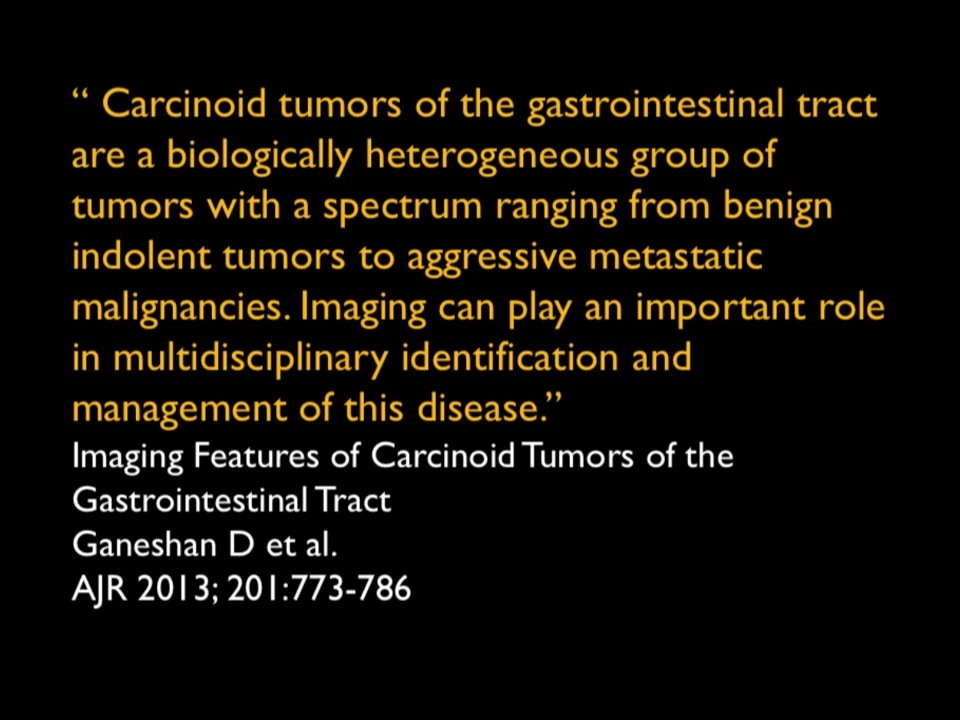 “ Carcinoid tumors of the gastrointestinal tract
are a biologically heterogeneous group of
tumors with a spectrum ranging from benign
indolent tumors to aggressive metastatic
malignancies. Imaging can play an important role
in multidisciplinary identification and
management of this disease.”
Imaging Features of Carcinoid Tumors of the
Gastrointestinal Tract
Ganeshan D et al.
AJR 2013; 201:773-786